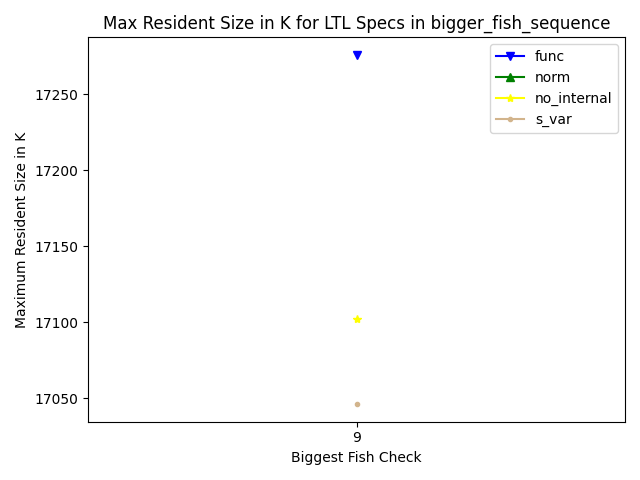 Max Resident Size in K for LTL Specs in bigger_fish_sequence
func
norm
no_internal
s_var
Maximum Resident Size in K
17250
17200
17150
17100
17050
9
Biggest Fish Check